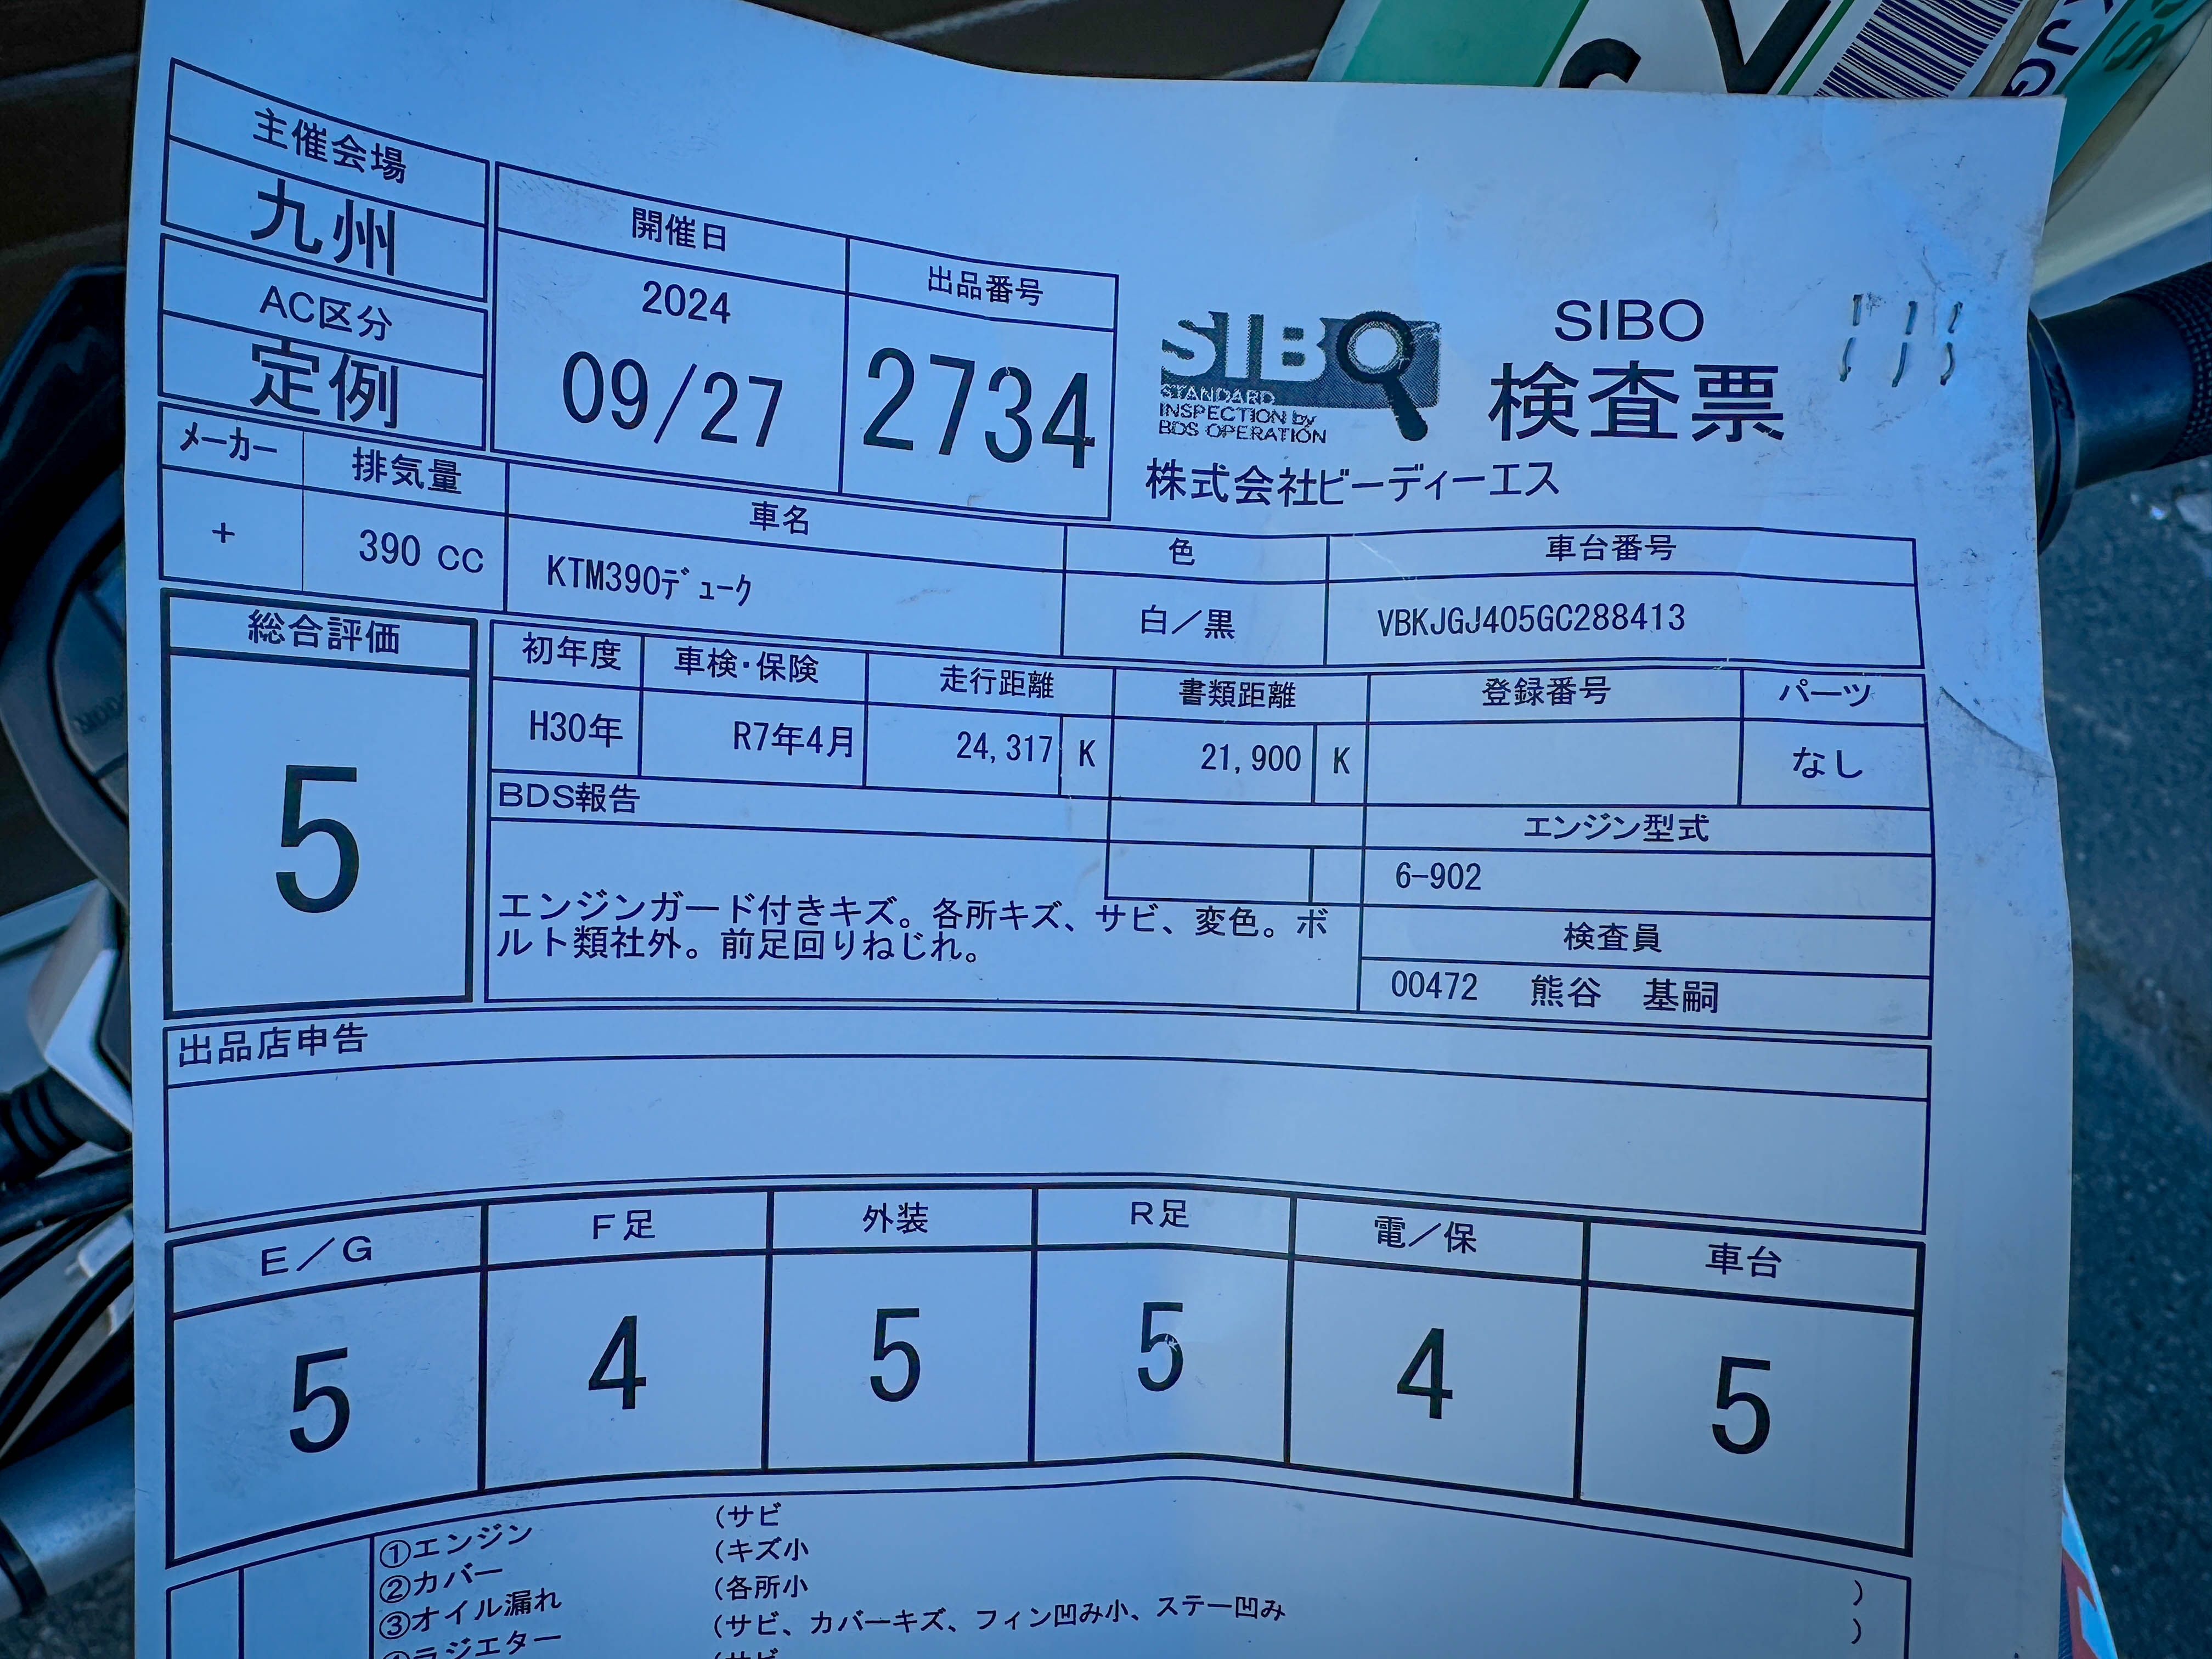 主催会場
九州
AC区分
定例
開催日
2024
09/27
出品番号
2734
SIBO
STANDARD
INSPECTION by
BDS OPERATION
SIBO
検査票
株式会社ビーディーエス
メーカー 排気量 車名 色 車台番号
+ 390 CC KTM390ﾃﾞｭｰｸ 白／黒 VBKJGJ405GC288413
総合評価
5
初年度 車検・保険 走行距離 書類距離 登録番号 パーツ
H30年 R7年4月 24,317 K 21,900 K なし
BDS報告
エンジンガード付きキズ。各所キズ、サビ、変色。ボ
ルト類社外。前足回りねじれ。
エンジン型式
6-902
検査員
00472 熊谷 基嗣
出品店申告
E／G F足 外装 R足 電／保 車台
5 4 5 5 4 5
①エンジン (サビ
②カバー (キズ小
③オイル漏れ (各所小 )
④ラジエター (サビ、カバーキズ、フィン凹み小、ステー凹み )
(サビ